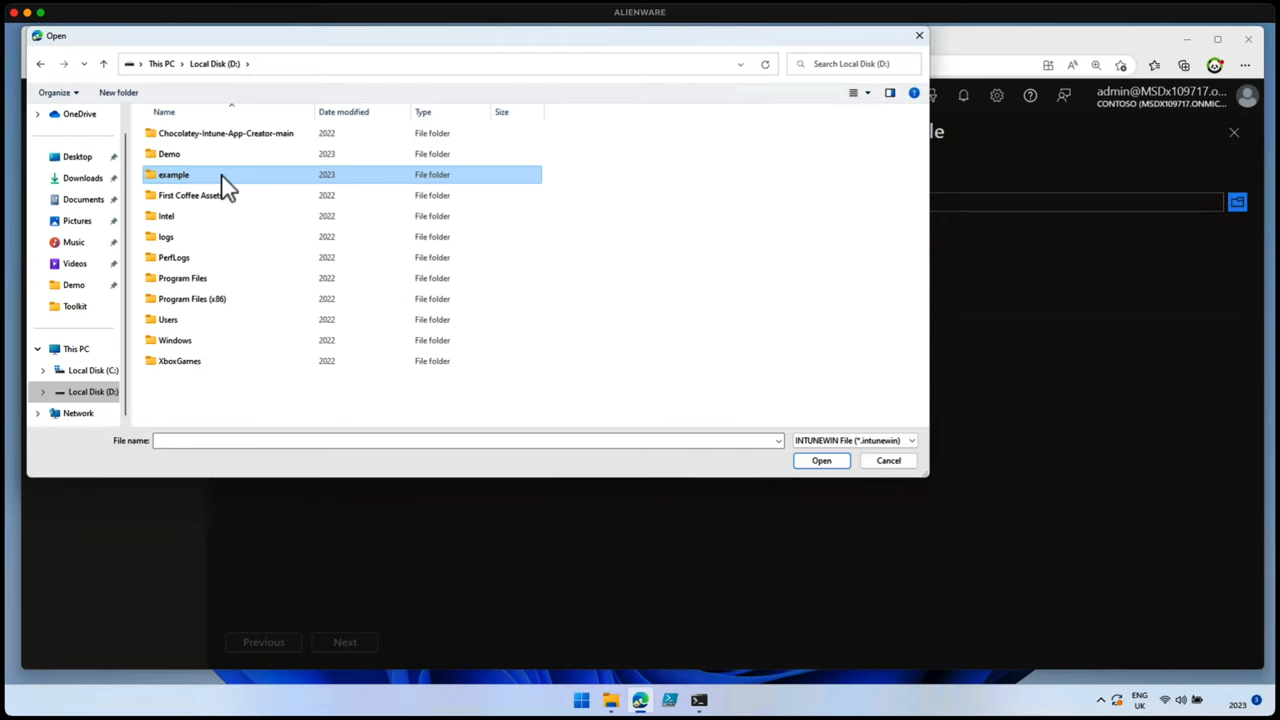 ALIENWARE
Open
This PC > Local Disk (D:) >
Search Local Disk (D:)
Organize
New folder
admin@MSDx109717.o...
CONTOSO (MSDX109717.ONMIC...
Name Date modified Type Size
OneDrive
Desktop
Downloads
Documents
Pictures
Music
Videos
Demo
Toolkit
This PC
Local Disk (C:)
Local Disk (D:)
Network
Chocolatey-Intune-App-Creator-main 2022 File folder
Demo 2023 File folder
example 2023 File folder
First Coffee Assets 2022 File folder
Intel 2022 File folder
logs 2022 File folder
PerfLogs 2022 File folder
Program Files 2022 File folder
Program Files (x86) 2022 File folder
Users 2022 File folder
Windows 2022 File folder
XboxGames 2022 File folder
File name:
INTUNEWIN File (*.intunewin)
Open
Cancel
Previous
Next
ENG
UK
2023